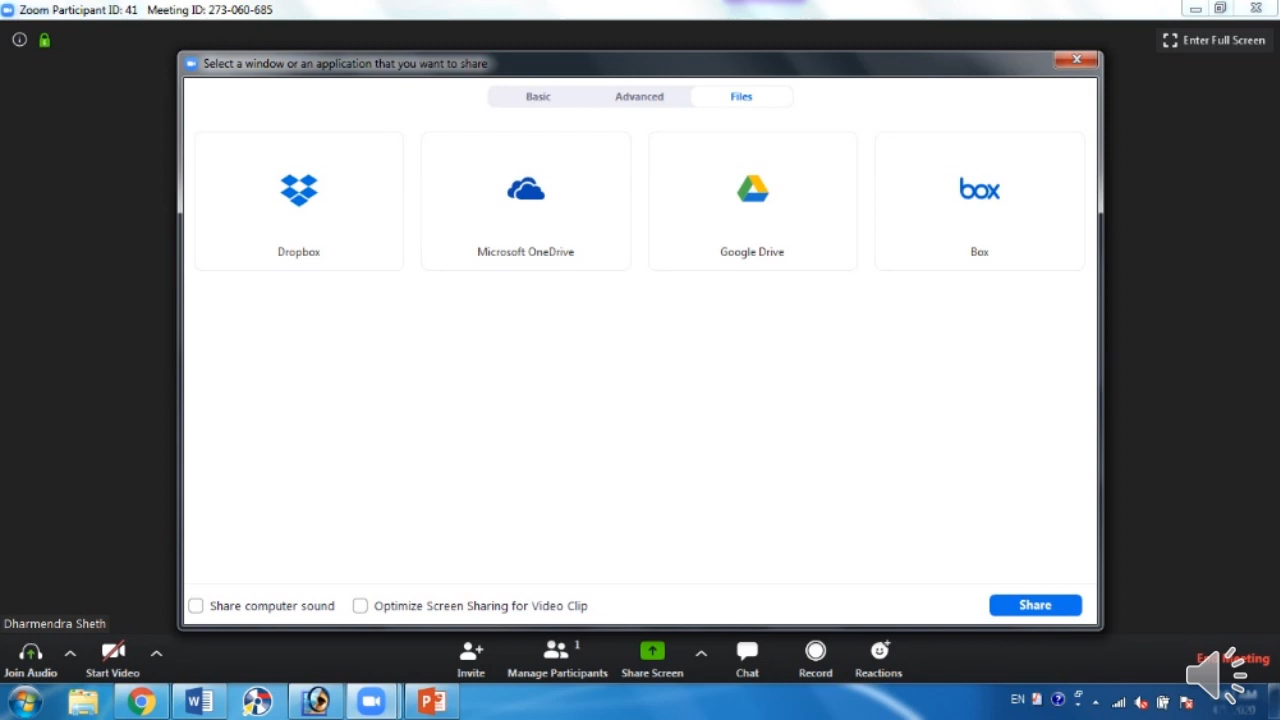 Zoom Participant ID: 41 Meeting ID: 273-060-685
Enter Full Screen
Select a window or an application that you want to share
Basic Advanced Files
box
Dropbox Microsoft OneDrive Google Drive Box
Share computer sound Optimize Screen Sharing for Video Clip Share
Dharmendra Sheth
Join Audio Start Video Invite Manage Participants 1 Share Screen Chat Record Reactions
EN